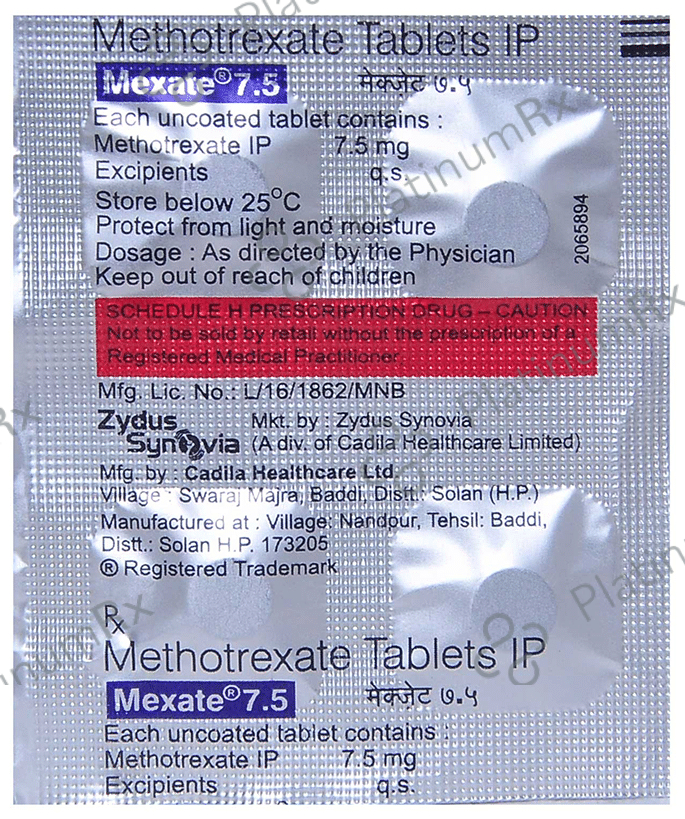 Methotrexate Tablets IP
Mexate® 7.5 मेक्ज़ेट ७.५
Each uncoated tablet contains :
Methotrexate IP 7.5 mg
Excipients q.s.
Store below 25°C
Protect from light and moisture
Dosage : As directed by the Physician
Keep out of reach of children
2065894
SCHEDULE H PRESCRIPTION DRUG – CAUTION
Not to be sold by retail without the prescription of a
Registered Medical Practitioner
Mfg. Lic. No.: L/16/1862/MNB
Zydus Synovia
Mkt. by : Zydus Synovia
(A div. of Cadila Healthcare Limited)
Mfg. by : Cadila Healthcare Ltd.
Village : Swaraj Majra, Baddi, Distt.: Solan (H.P.)
Manufactured at : Village: Nandpur, Tehsil: Baddi,
Distt.: Solan H.P. 173205
® Registered Trademark
Rx
Methotrexate Tablets IP
Mexate® 7.5 मेक्ज़ेट ७.५
Each uncoated tablet contains :
Methotrexate IP 7.5 mg
Excipients q.s.
PlatinumRx